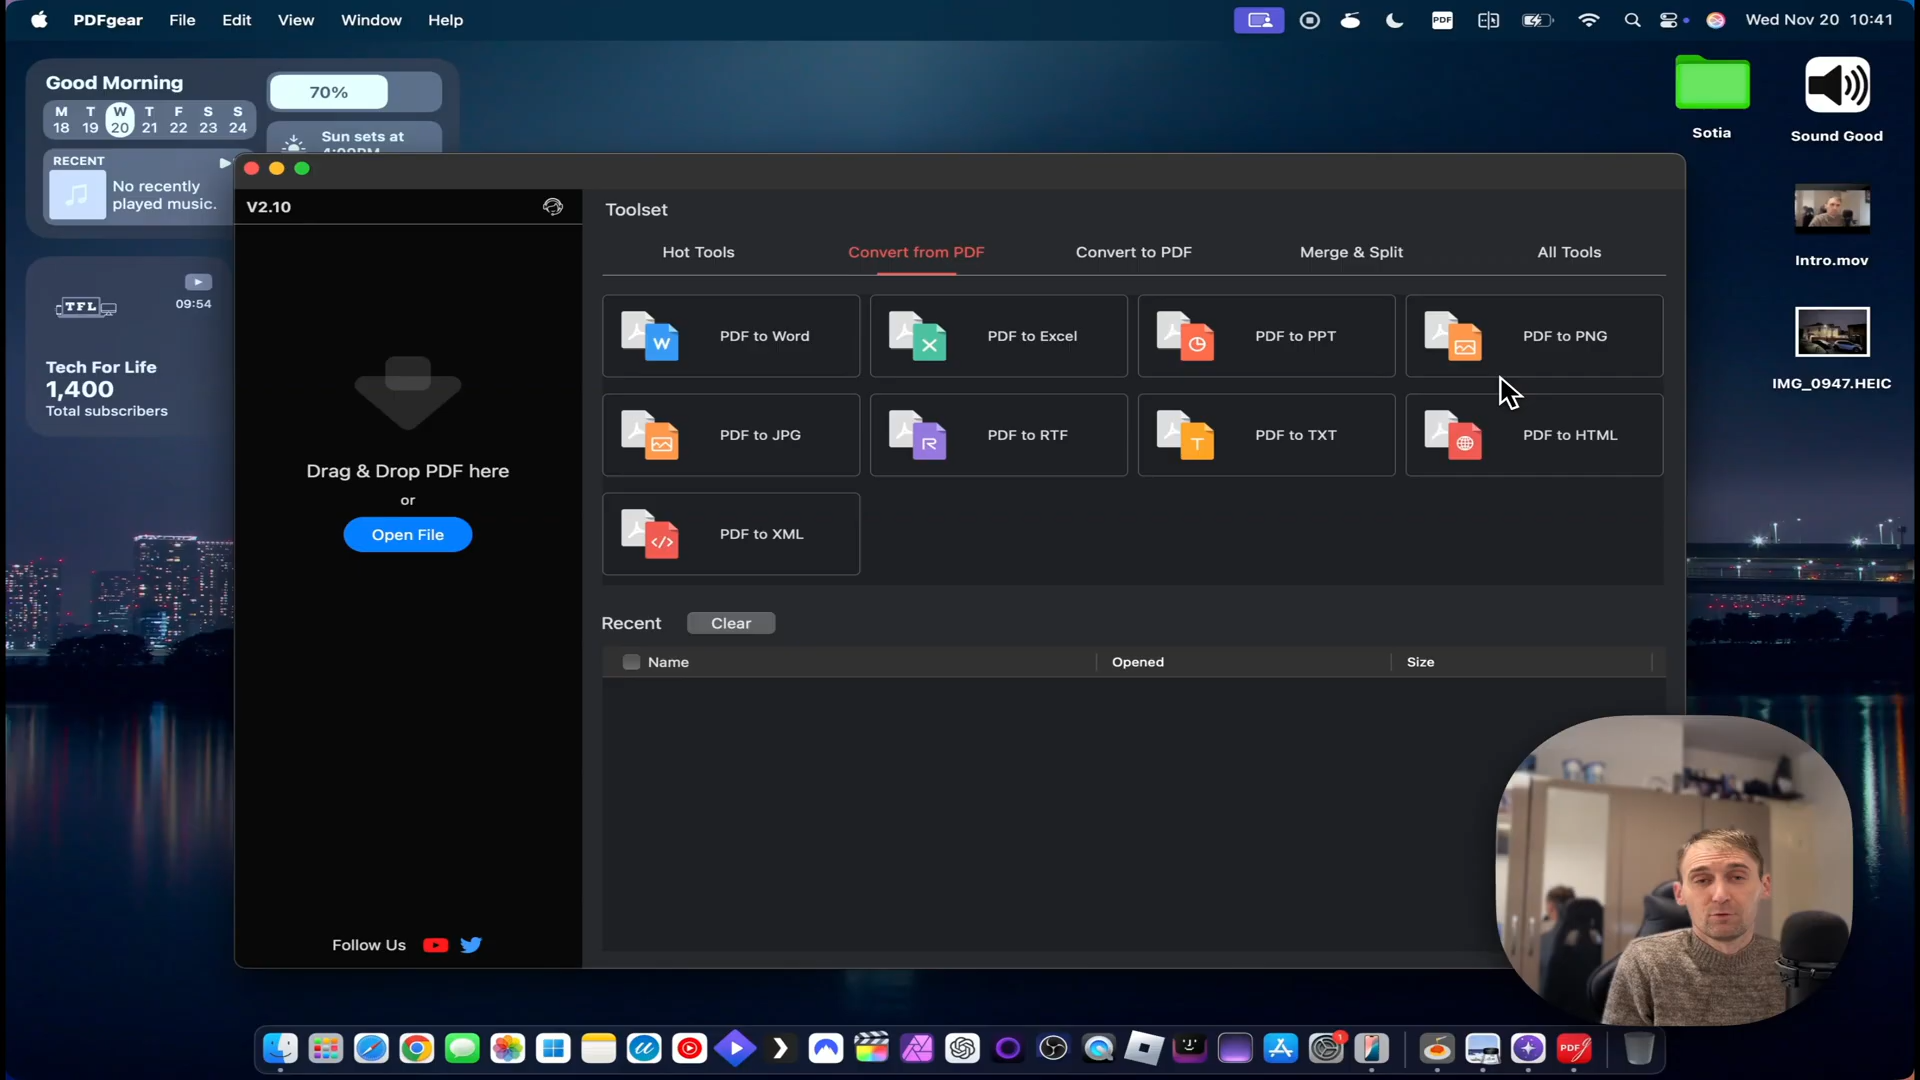 PDFgear File Edit View Window Help
PDF
Wed Nov 20 10:41
Good Morning
M T W T F S S
18 19 20 21 22 23 24
70%
Sun sets at
RECENT
No recently
played music.
TFL
09:54
Tech For Life
1,400
Total subscribers
Sotia
Sound Good
Intro.mov
IMG_0947.HEIC
V2.10
Drag & Drop PDF here
or
Open File
Follow Us
Toolset
Hot Tools Convert from PDF Convert to PDF Merge & Split All Tools
W PDF to Word
PDF to Excel
PDF to PPT
PDF to PNG
PDF to JPG
R PDF to RTF
T PDF to TXT
PDF to HTML
</> PDF to XML
Recent Clear
Name Opened Size
1
PDF